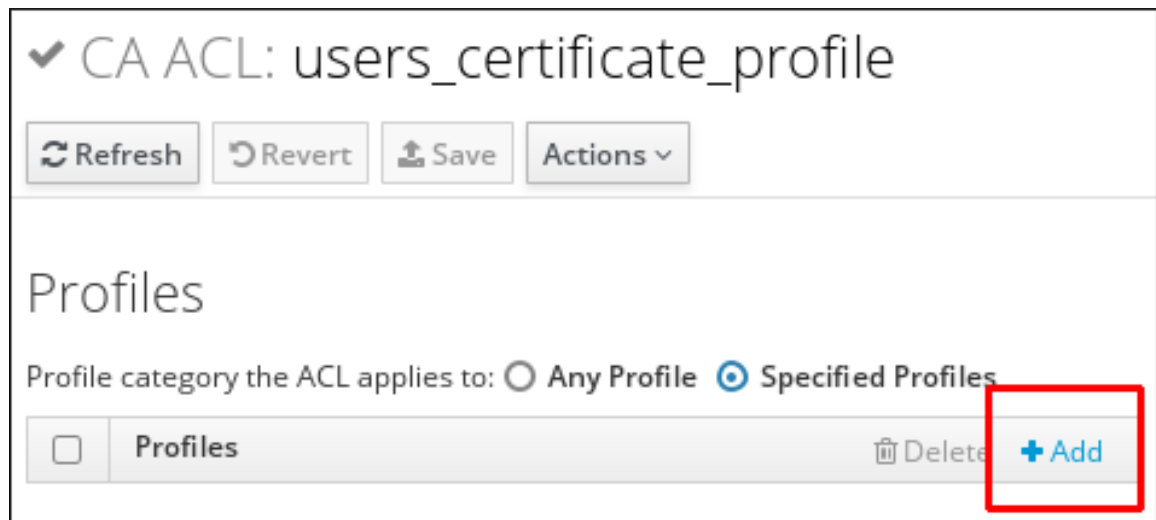 CA ACL: users_certificate_profile
Refresh Revert Save Actions
Profiles
Profile category the ACL applies to: Any Profile Specified Profiles
Profiles Delete Add